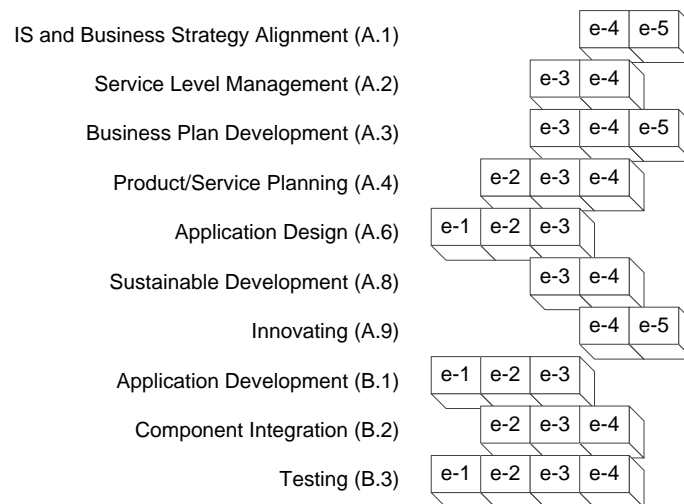 IS and Business Strategy Alignment (A.1) e-4 e-5
Service Level Management (A.2) e-3 e-4
Business Plan Development (A.3) e-3 e-4 e-5
Product/Service Planning (A.4) e-2 e-3 e-4
Application Design (A.6) e-1 e-2 e-3
Sustainable Development (A.8) e-3 e-4
Innovating (A.9) e-4 e-5
Application Development (B.1) e-1 e-2 e-3
Component Integration (B.2) e-2 e-3 e-4
Testing (B.3) e-1 e-2 e-3 e-4